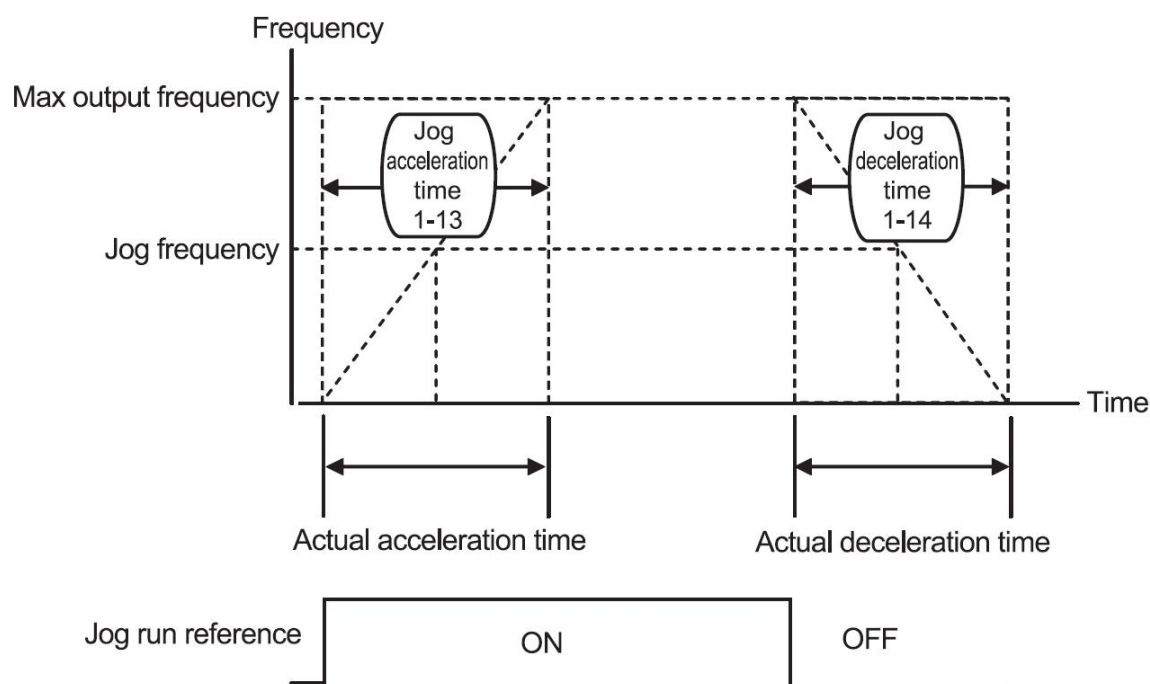 Frequency
Max output frequency
Jog
acceleration
time
1-13
Jog
deceleration
time
1-14
Jog frequency
Time
Actual acceleration time
Actual deceleration time
Jog run reference
ON
OFF